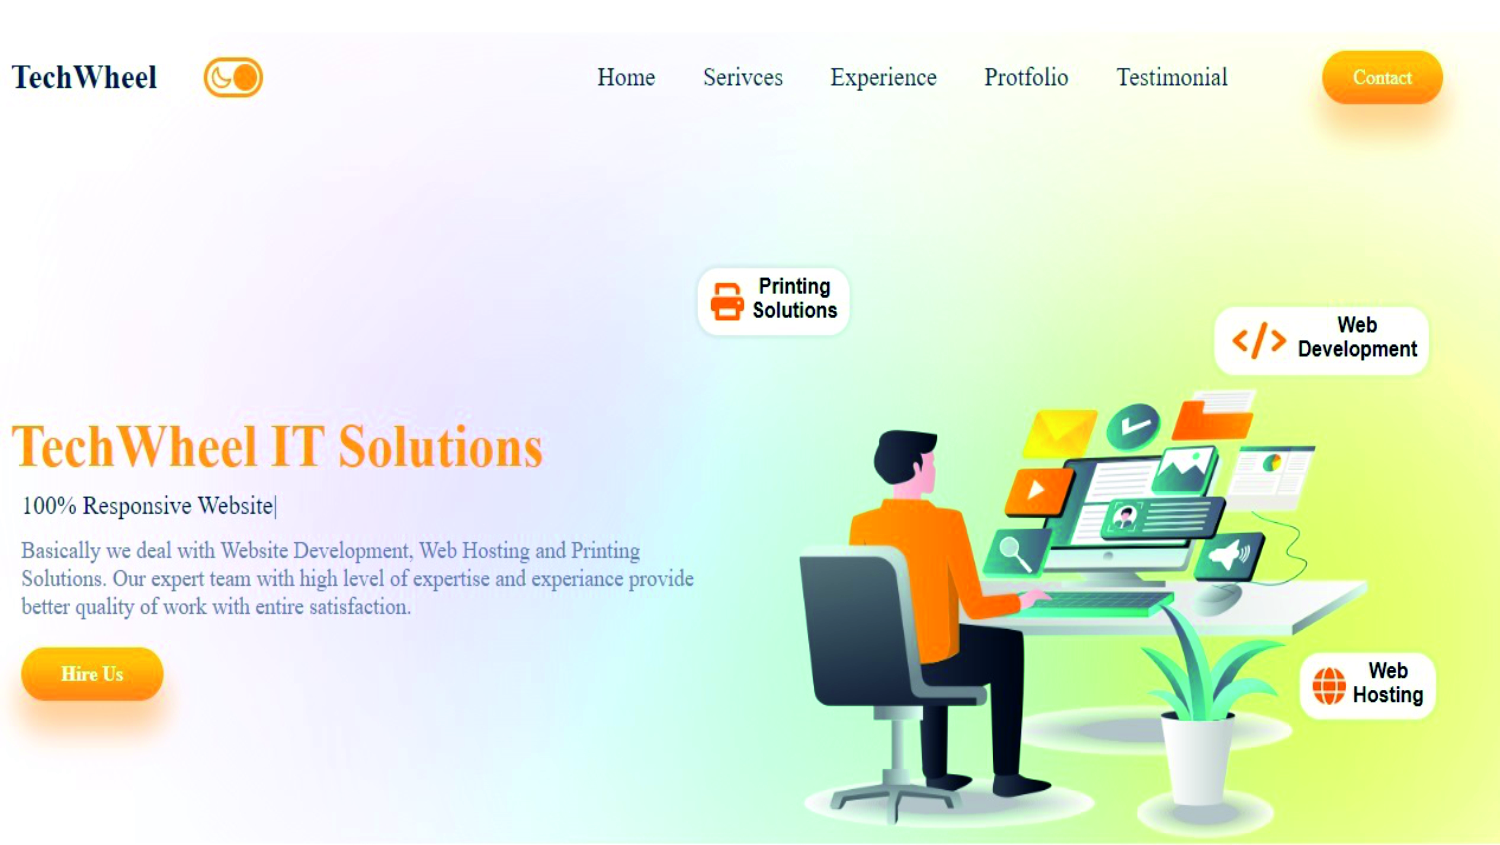 TechWheel
Home Serivces Experience Protfolio Testimonial Contact
Printing
Solutions
Web
Development
TechWheel IT Solutions
100% Responsive Website|
Basically we deal with Website Development, Web Hosting and Printing
Solutions. Our expert team with high level of expertise and experiance provide
better quality of work with entire satisfaction.
Hire Us
Web
Hosting